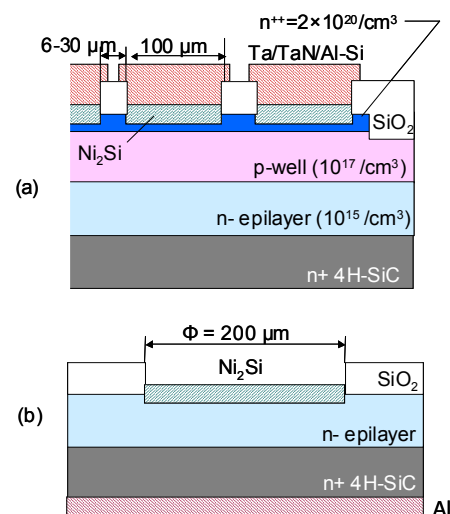 n⁺⁺=2×10²⁰/cm³
6-30 µm 100 µm Ta/TaN/Al-Si
SiO₂
Ni₂Si
p-well (10¹⁷/cm³)
(a)
n- epilayer (10¹⁵/cm³)
n+ 4H-SiC
Φ = 200 µm
Ni₂Si
SiO₂
(b)
n- epilayer
n+ 4H-SiC
Al